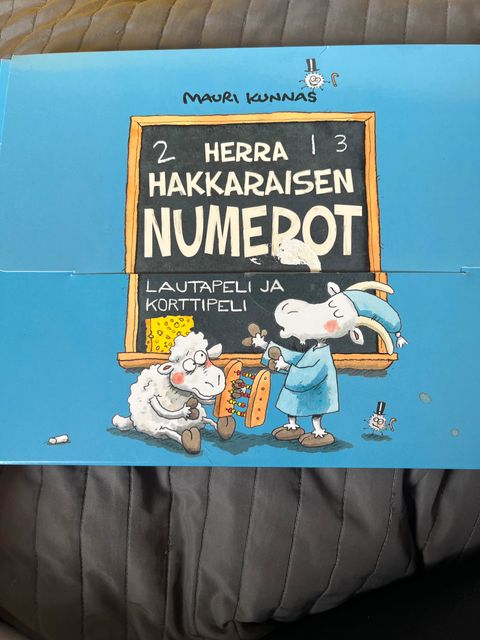 MAURI KUNNAS
2 HERRA 1 3
HAKKARAISEN
NUMEROT
LAUTAPELI JA
KORTTIPELI